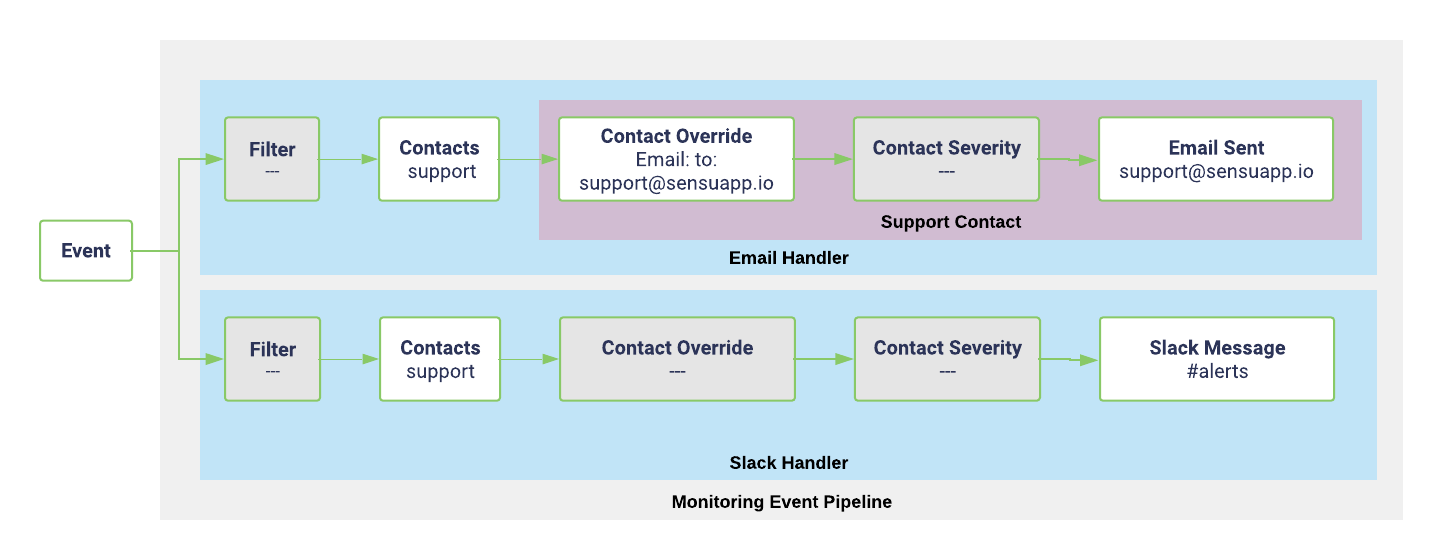 Event
Filter
---
Contacts
support
Contact Override
Email: to:
support@sensuapp.io
Contact Severity
---
Email Sent
support@sensuapp.io
Support Contact
Email Handler
Filter
---
Contacts
support
Contact Override
---
Contact Severity
---
Slack Message
#alerts
Slack Handler
Monitoring Event Pipeline